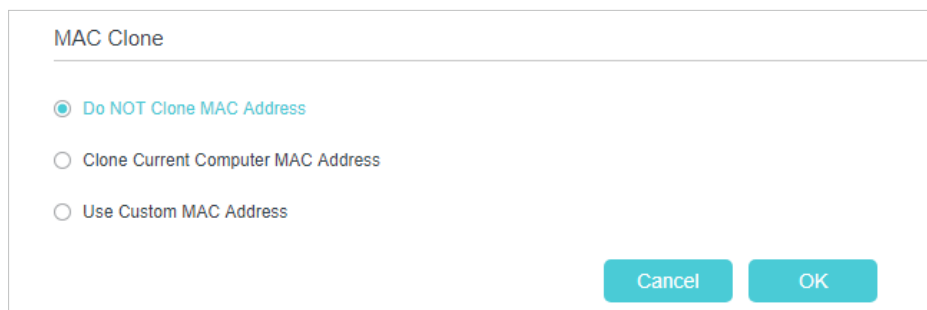 MAC Clone
Do NOT Clone MAC Address
Clone Current Computer MAC Address
Use Custom MAC Address
Cancel OK